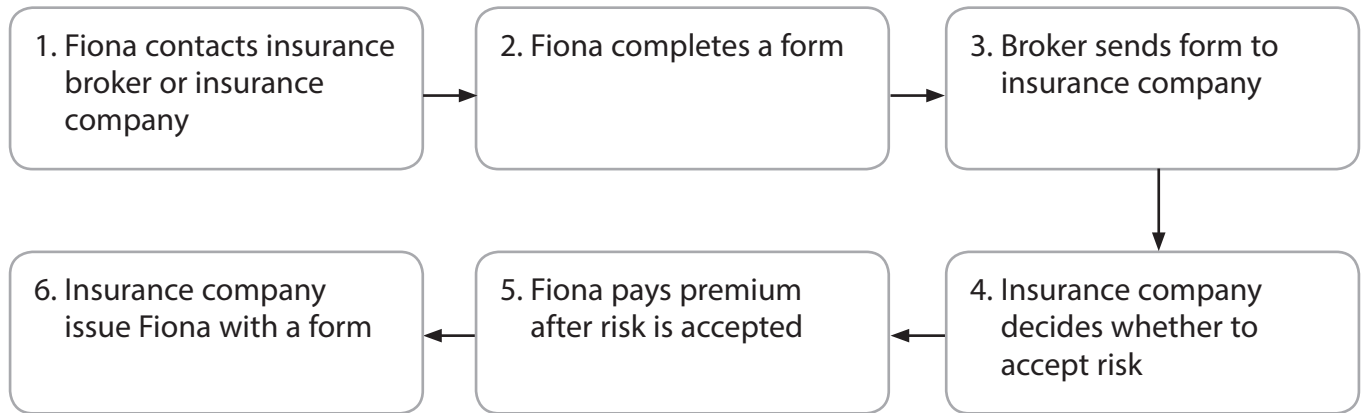 1. Fiona contacts insurance
broker or insurance
company
2. Fiona completes a form
3. Broker sends form to
insurance company
4. Insurance company
decides whether to
accept risk
5. Fiona pays premium
after risk is accepted
6. Insurance company
issue Fiona with a form